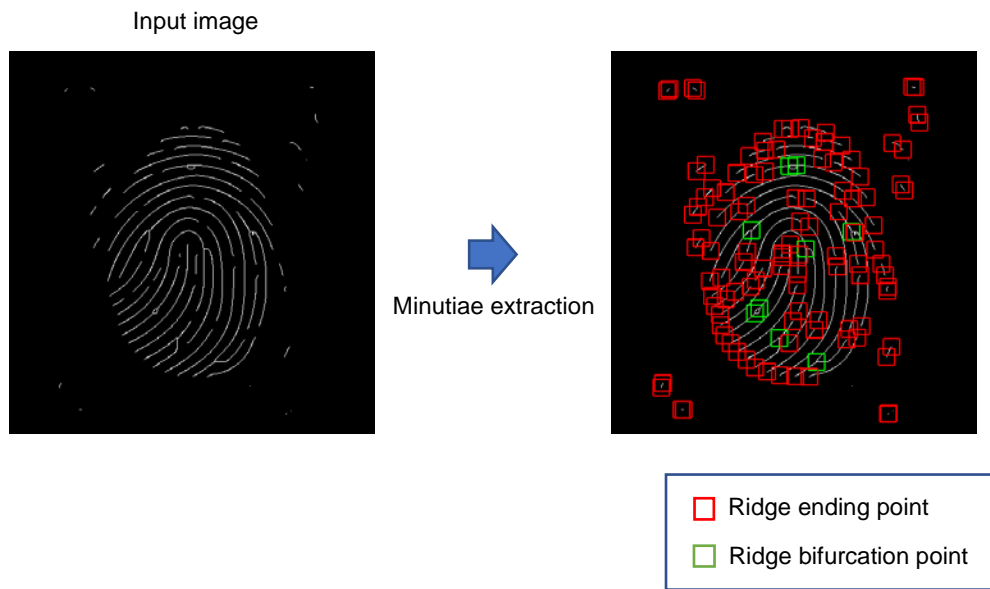 Input image
Minutiae extraction
Ridge ending point
Ridge bifurcation point